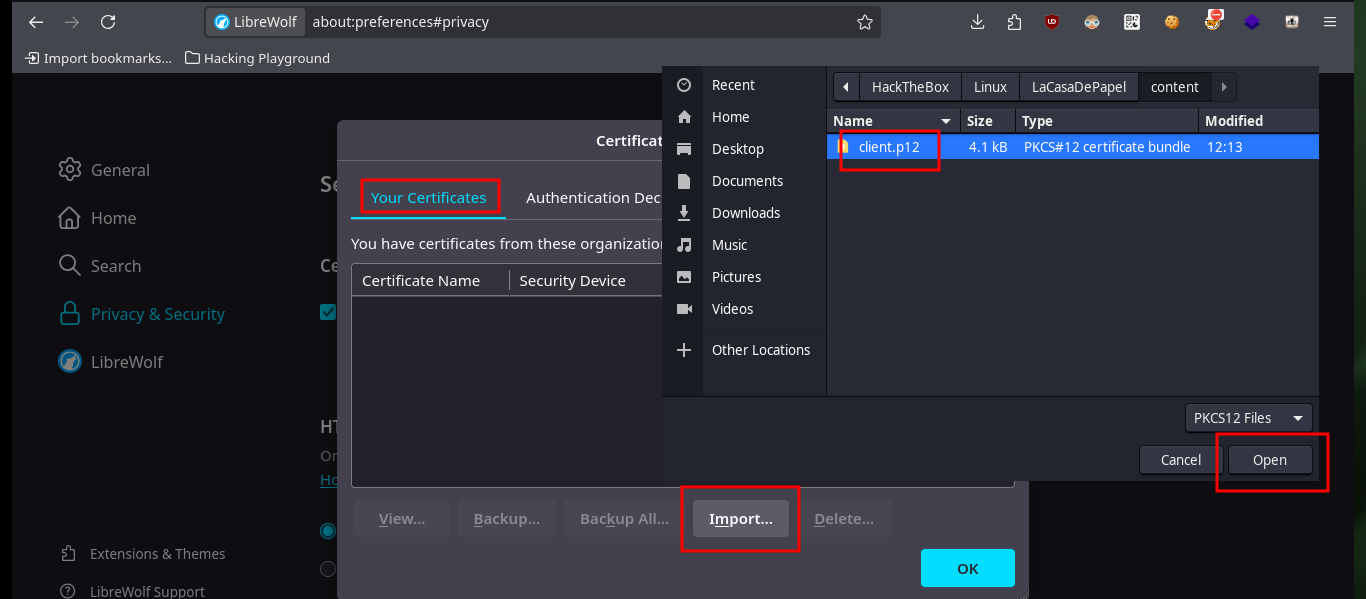 LibreWolf about:preferences#privacy
Import bookmarks... Hacking Playground
General
Home
Search
Privacy & Security
LibreWolf
Extensions & Themes
LibreWolf Support
Se
Ce
HT
On
Certificat
Your Certificates Authentication Dec
You have certificates from these organization
Certificate Name Security Device
View... Backup... Backup All... Import... Delete...
OK
Recent
Home
Desktop
Documents
Downloads
Music
Pictures
Videos
Other Locations
HackTheBox Linux LaCasaDePapel content
Name Size Type Modified
client.p12 4.1 kB PKCS#12 certificate bundle 12:13
PKCS12 Files
Cancel Open